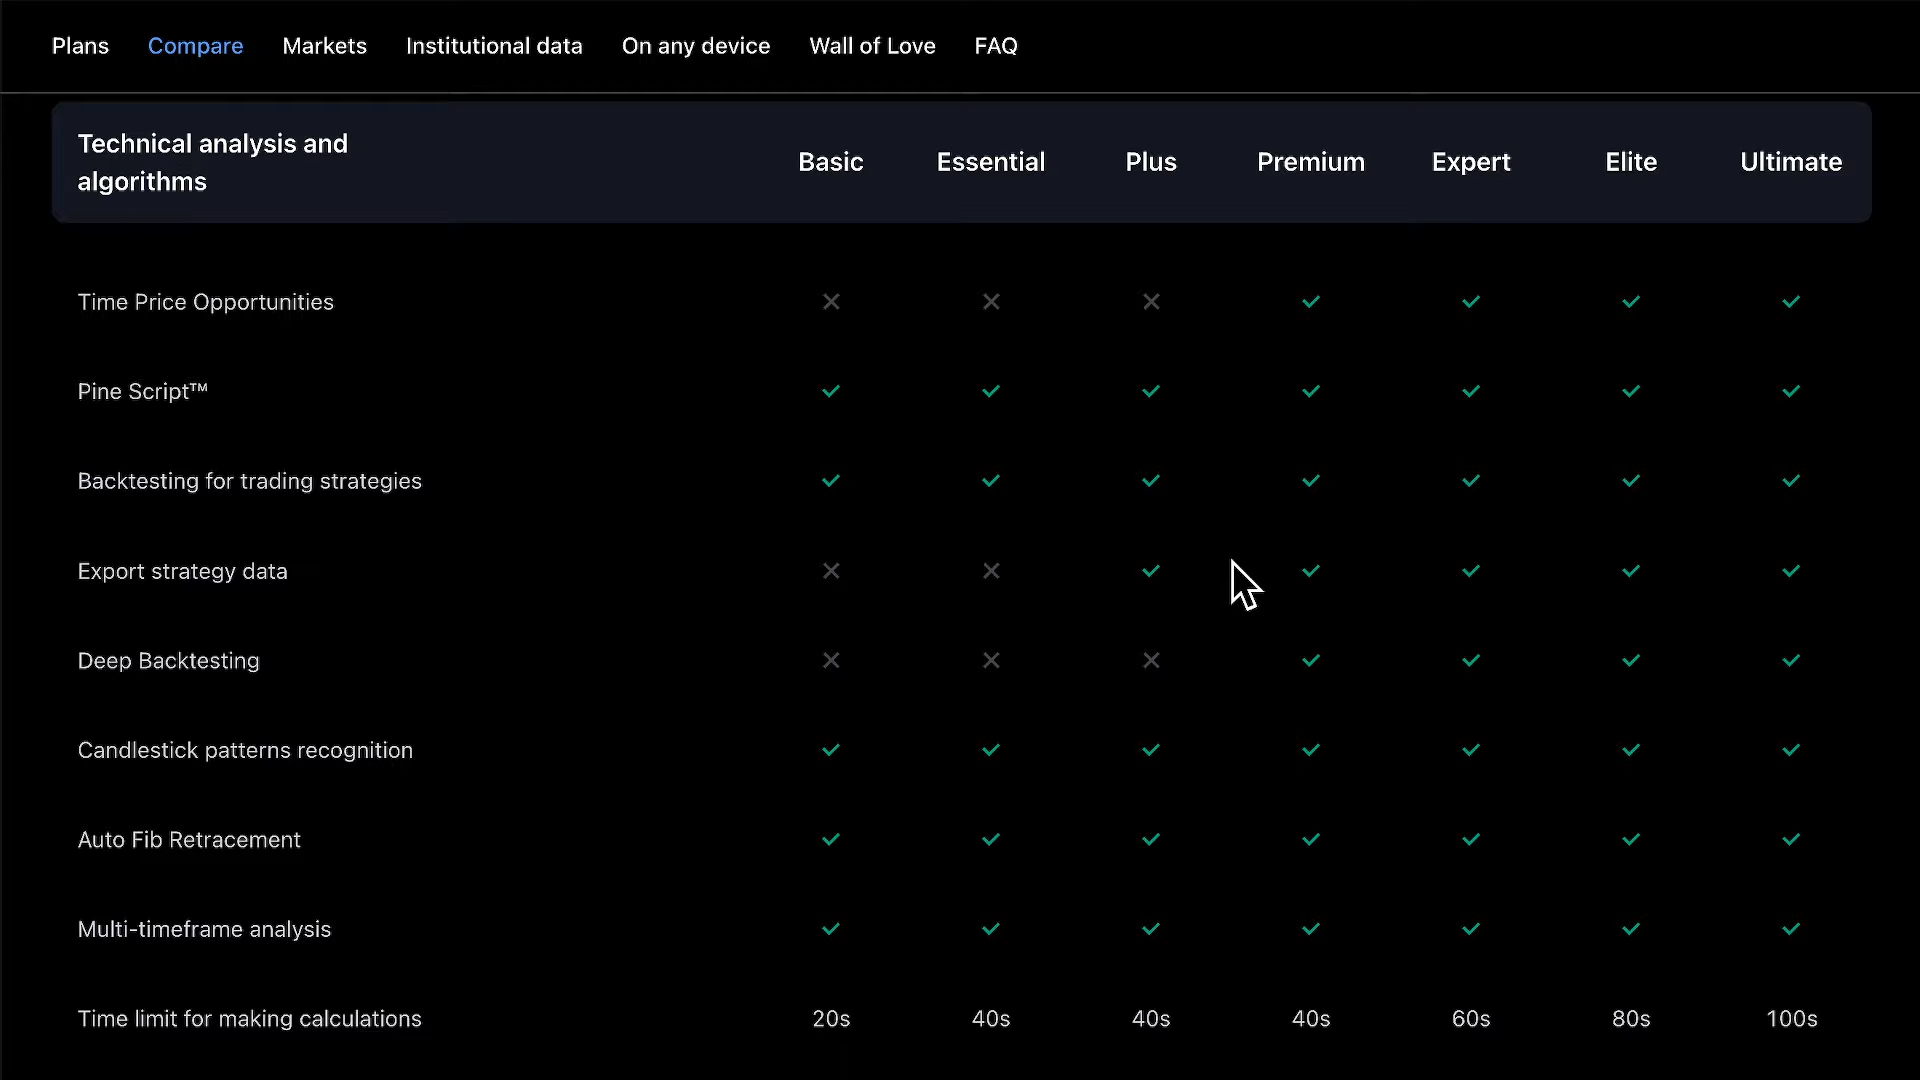 Plans Compare Markets Institutional data On any device Wall of Love FAQ
Technical analysis and
algorithms
Basic Essential Plus Premium Expert Elite Ultimate
Time Price Opportunities
Pine Script™
Backtesting for trading strategies
Export strategy data
Deep Backtesting
Candlestick patterns recognition
Auto Fib Retracement
Multi-timeframe analysis
Time limit for making calculations 20s 40s 40s 40s 60s 80s 100s